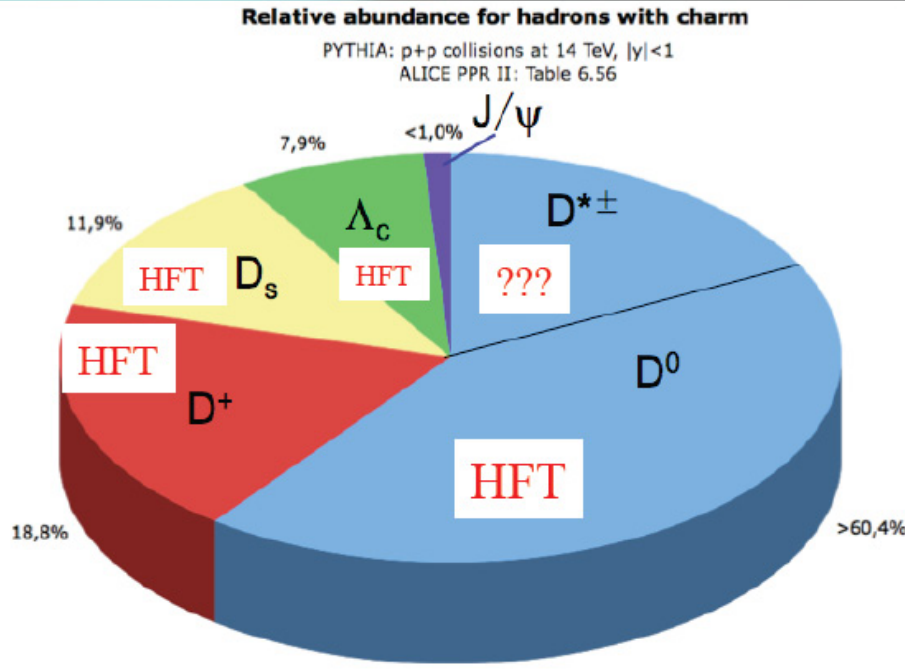 Relative abundance for hadrons with charm
PYTHIA: p+p collisions at 14 TeV, |y|<1
ALICE PPR II: Table 6.56
<1,0%
J/ψ
7,9%
D*±
Λc
11,9%
HFT
Ds
HFT
???
HFT
D⁰
D⁺
HFT
18,8%
>60,4%